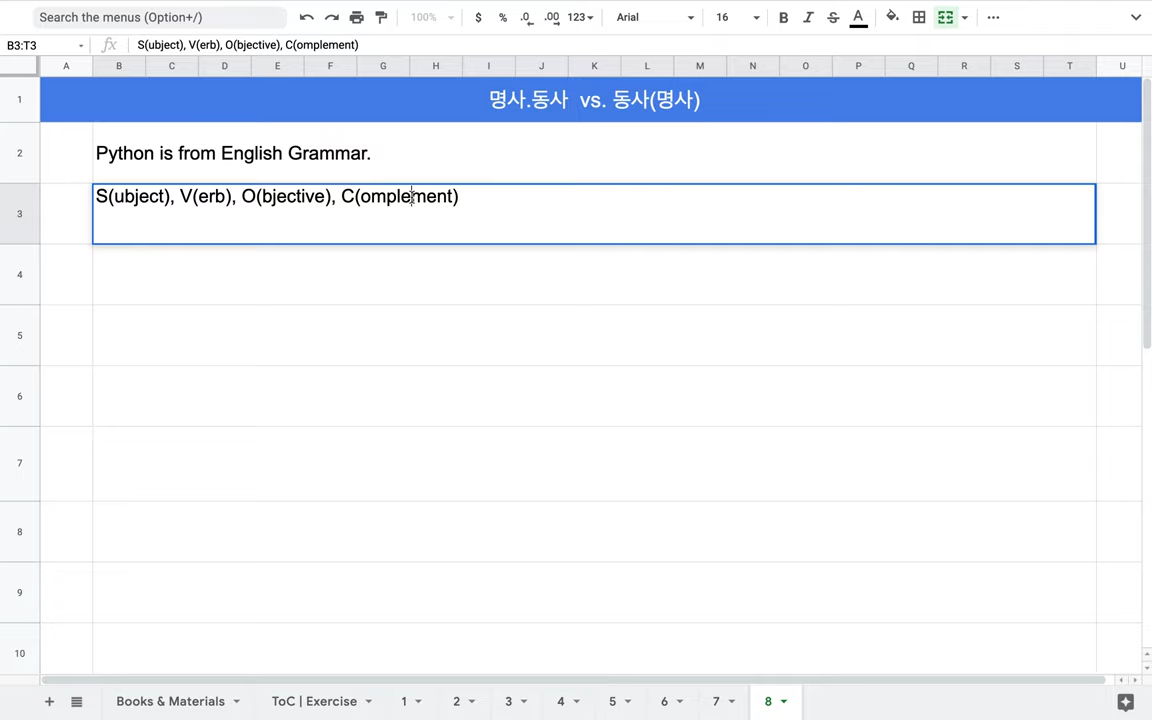 Search the menus (Option+/)
100% $ % .0 .00 123 Arial 16 B I S A
B3:T3 fx S(ubject), V(erb), O(bjective), C(omplement)
A B C D E F G H I J K L M N O P Q R S T U
1 명사.동사 vs. 동사(명사)
2 Python is from English Grammar.
3 S(ubject), V(erb), O(bjective), C(omplement)
4
5
6
7
8
9
10
+ Books & Materials ToC | Exercise 1 2 3 4 5 6 7 8